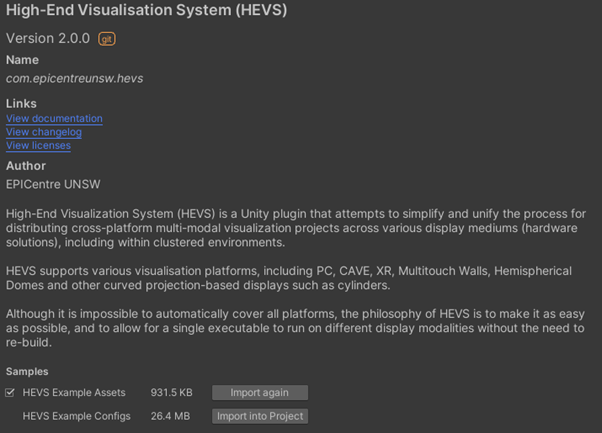 High-End Visualisation System (HEVS)
Version 2.0.0 git
Name
com.epicentreunsw.hevs
Links
View documentation
View changelog
View licenses
Author
EPICentre UNSW
High-End Visualization System (HEVS) is a Unity plugin that attempts to simplify and unify the process for
distributing cross-platform multi-modal visualization projects across various display mediums (hardware
solutions), including within clustered environments.
HEVS supports various visualisation platforms, including PC, CAVE, XR, Multitouch Walls, Hemispherical
Domes and other curved projection-based displays such as cylinders.
Although it is impossible to automatically cover all platforms, the philosophy of HEVS is to make it as easy
as possible, and to allow for a single executable to run on different display modalities without the need to
re-build.
Samples
HEVS Example Assets 931.5 KB Import again
HEVS Example Configs 26.4 MB Import into Project